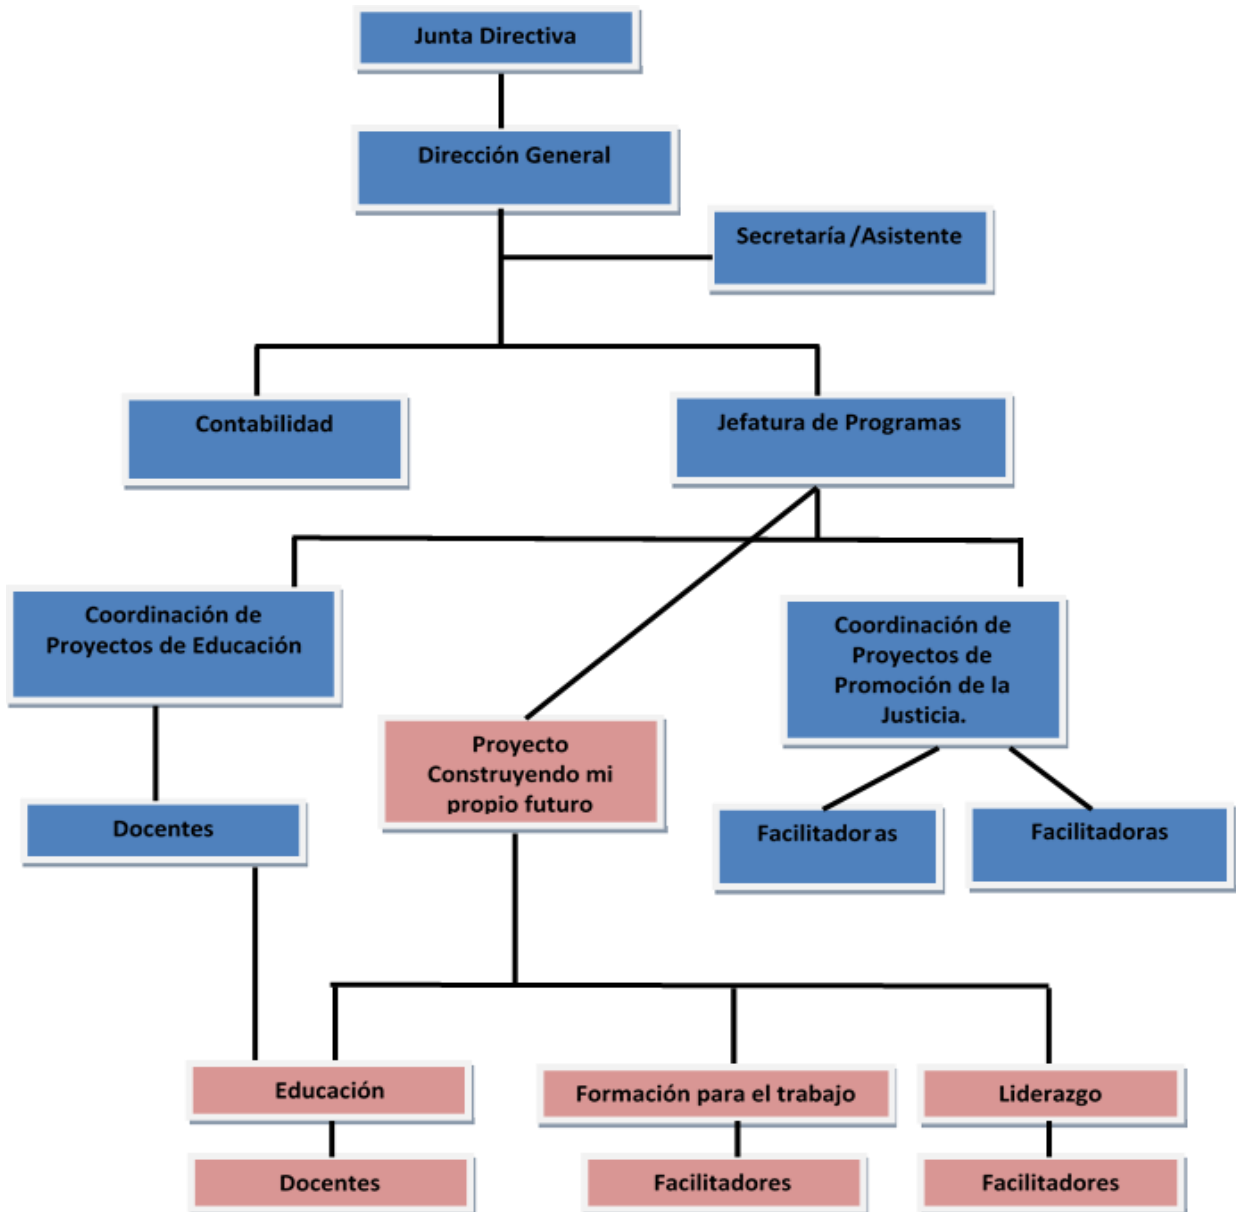 Junta Directiva
Dirección General
Secretaría /Asistente
Contabilidad
Jefatura de Programas
Coordinación de
Proyectos de Educación
Coordinación de
Proyectos de
Promoción de la
Justicia.
Proyecto
Construyendo mi
propio futuro
Docentes
Facilitadoras
Facilitadoras
Educación
Formación para el trabajo
Liderazgo
Docentes
Facilitadores
Facilitadores